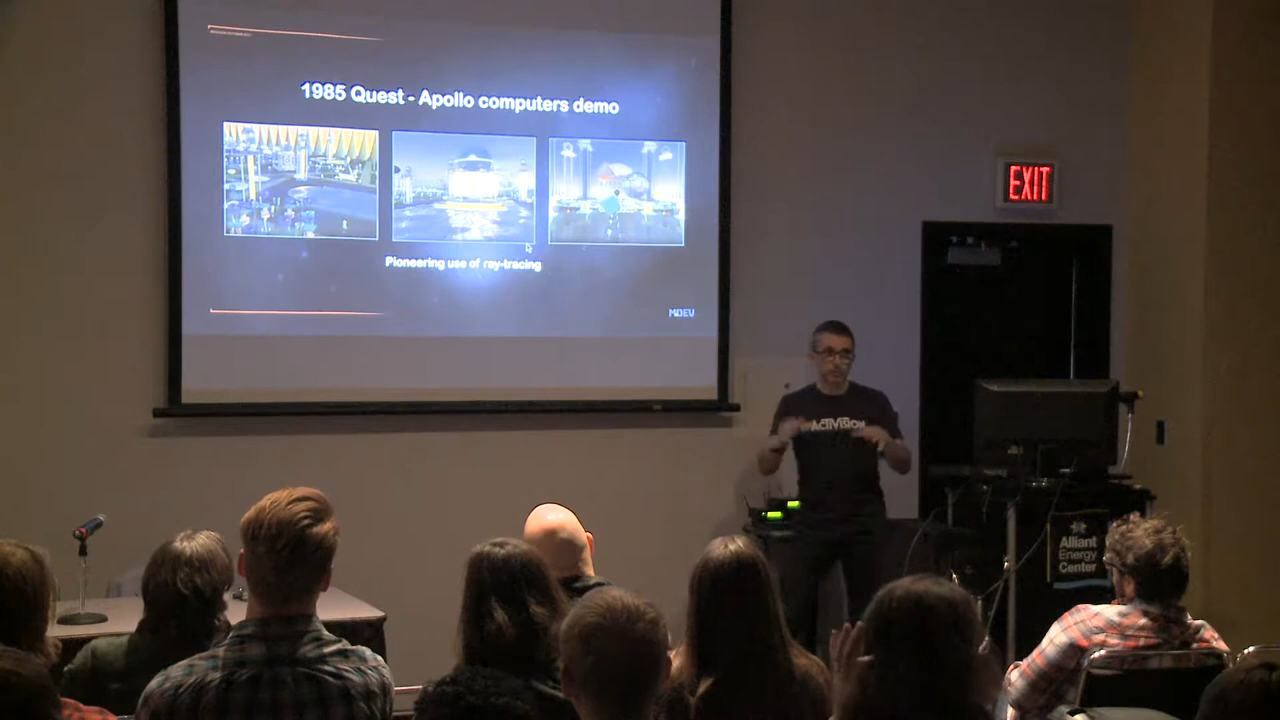 1985 Quest - Apollo computers demo
Pioneering use of ray-tracing
MDEV
EXIT
ACTIVISION
Alliant
Energy
Center